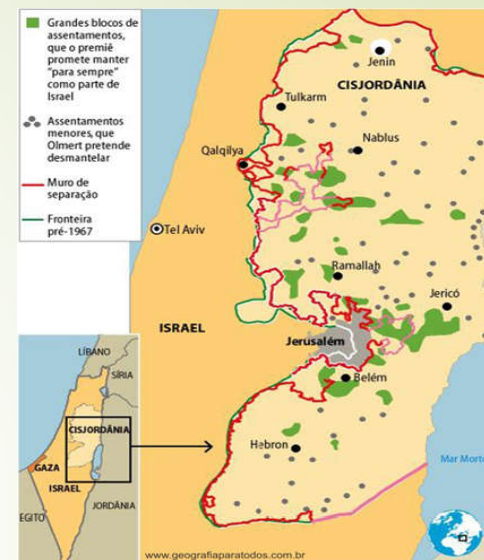 Grandes blocos de
assentamentos,
que o premiê
promete manter
"para sempre"
como parte de
Israel
Assentamentos
menores, que
Olmert pretende
desmantelar
Muro de
separação
Fronteira
pré-1967
Jenin
CISJORDÂNIA
Tulkarm
Nablus
Qalqilya
Tel Aviv
Ramallah
Jericó
ISRAEL
Jerusalém
Belém
Hebron
Mar Morto
LÍBANO
SÍRIA
CISJORDÂNIA
GAZA
ISRAEL
EGITO
JORDÂNIA
www.geografiaparatodos.com.br